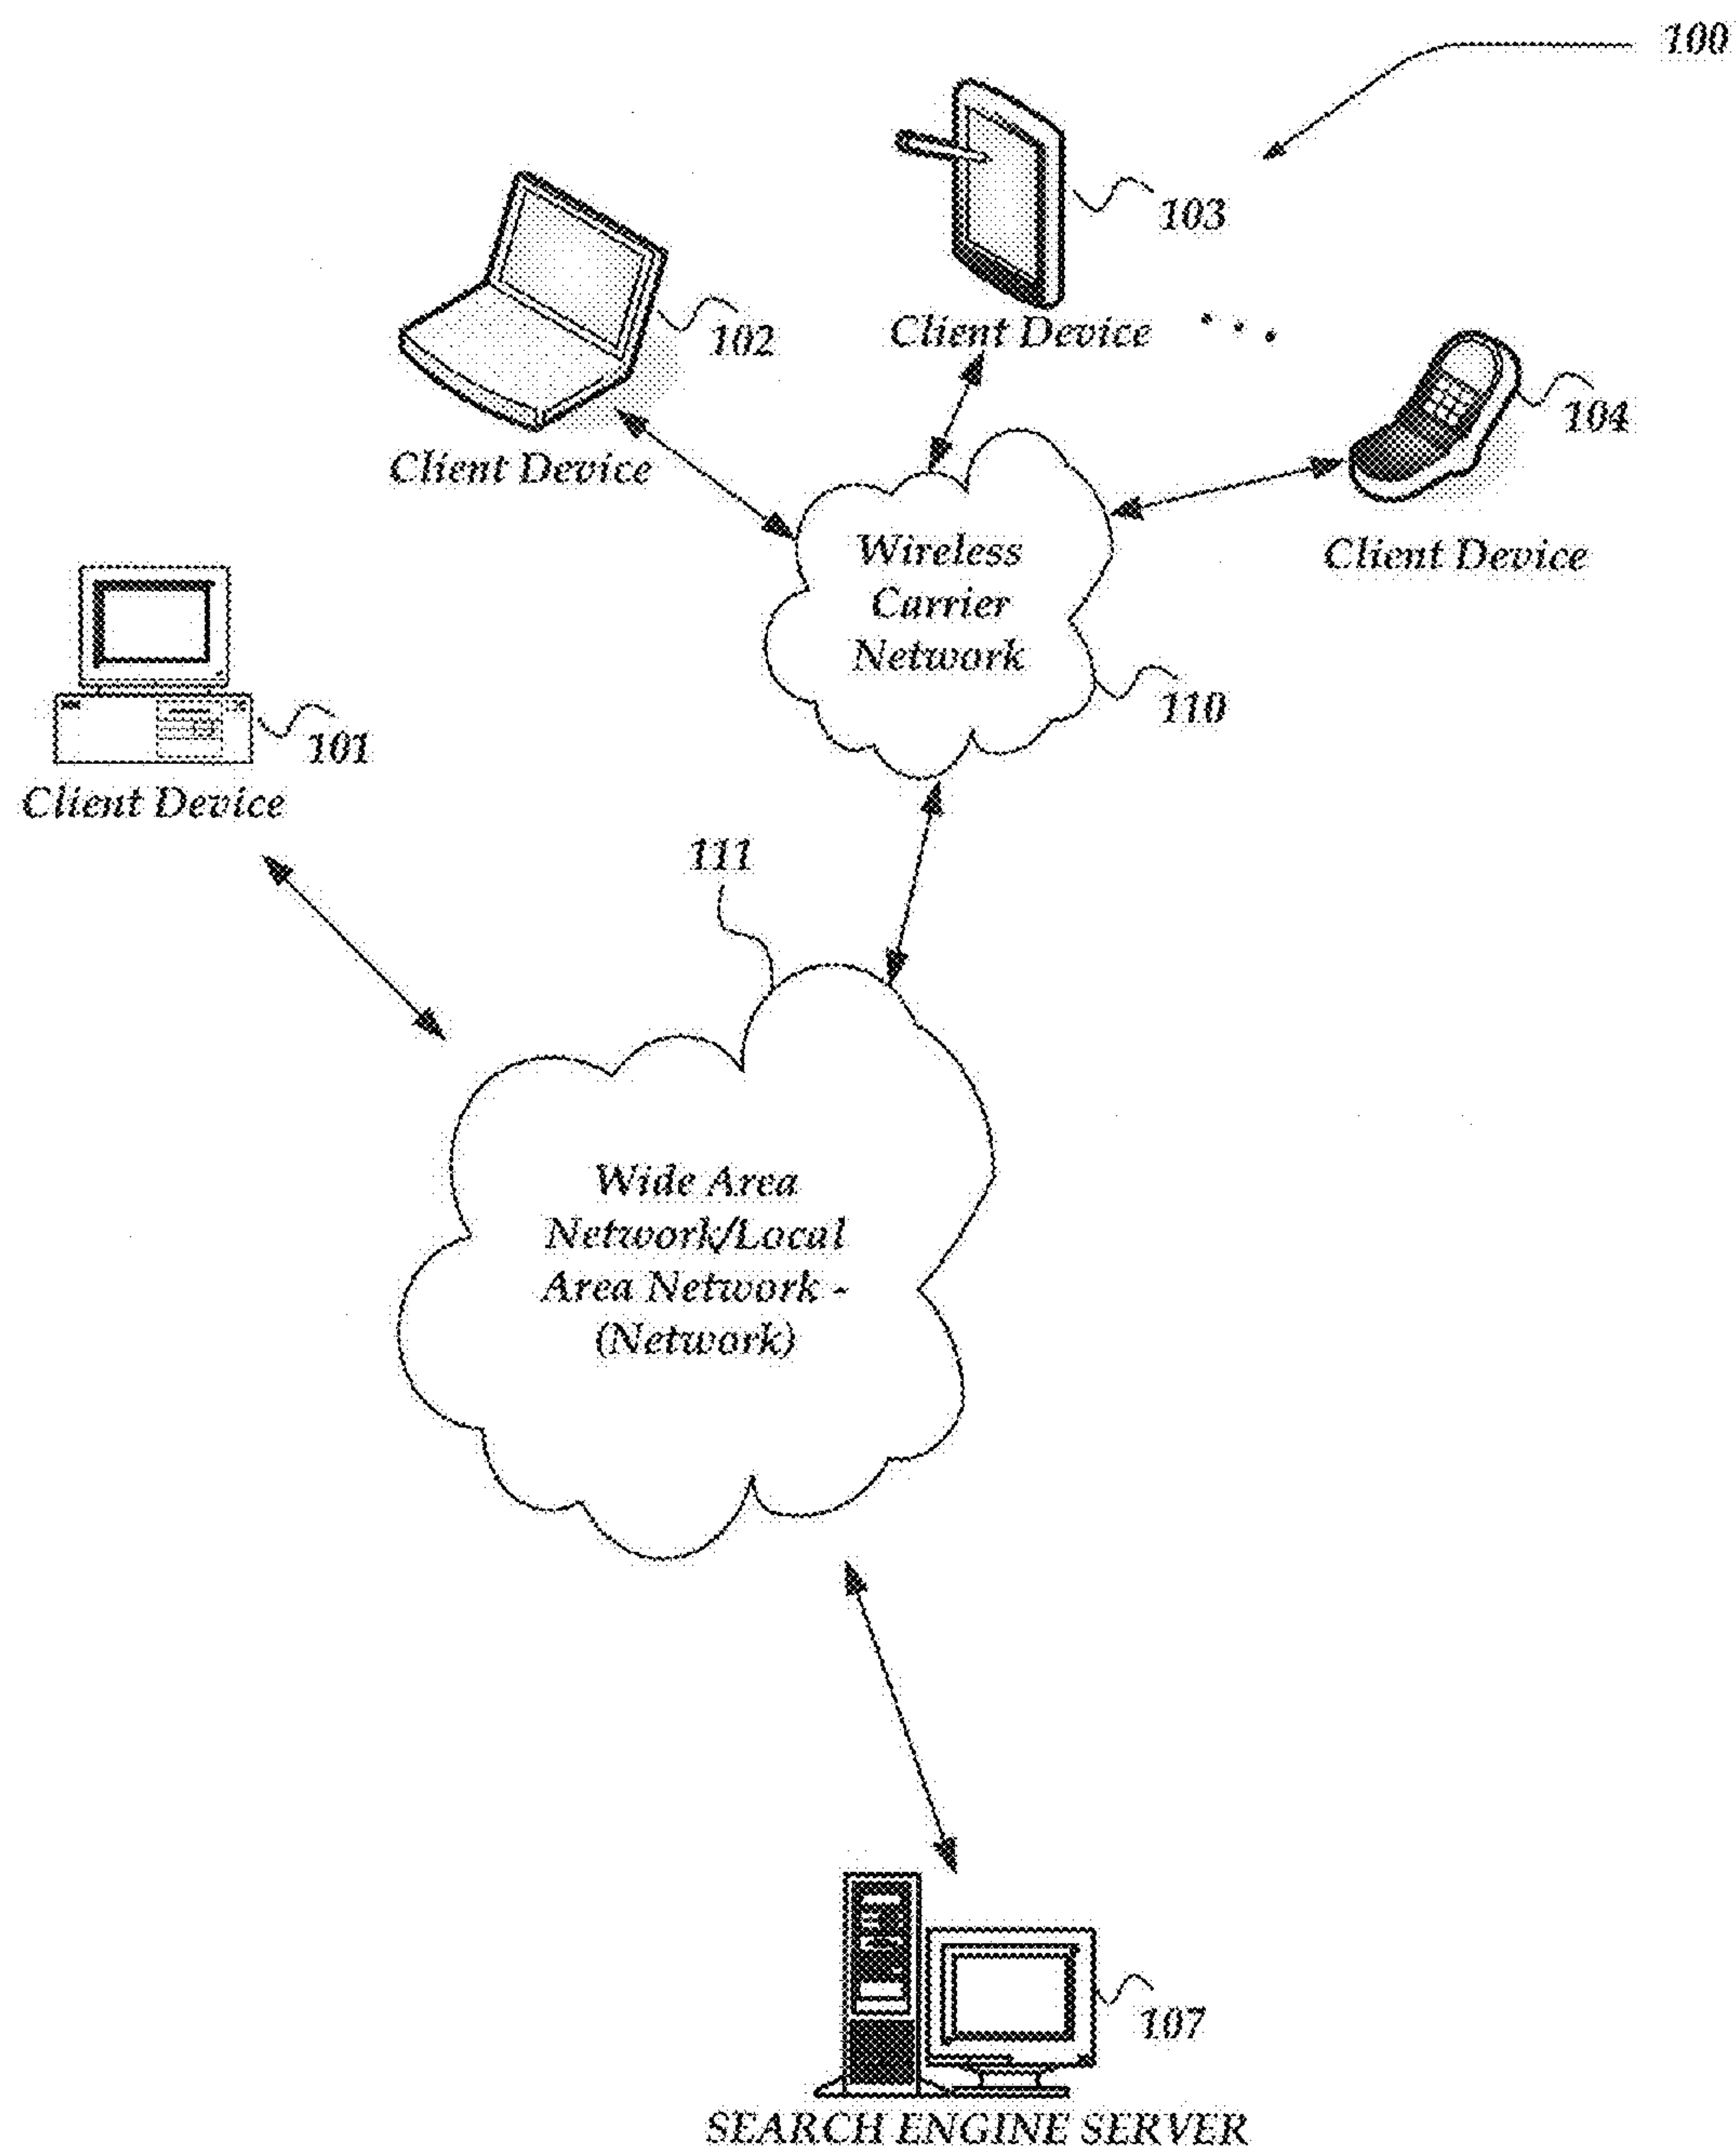 100
103
102
Client Device
104
Client Device
Wireless
Carrier
Network
Client Device
110
101
Client Device
111
Wide Area
Network/Local
Area Network -
(Network)
107
SEARCH ENGINE SERVER